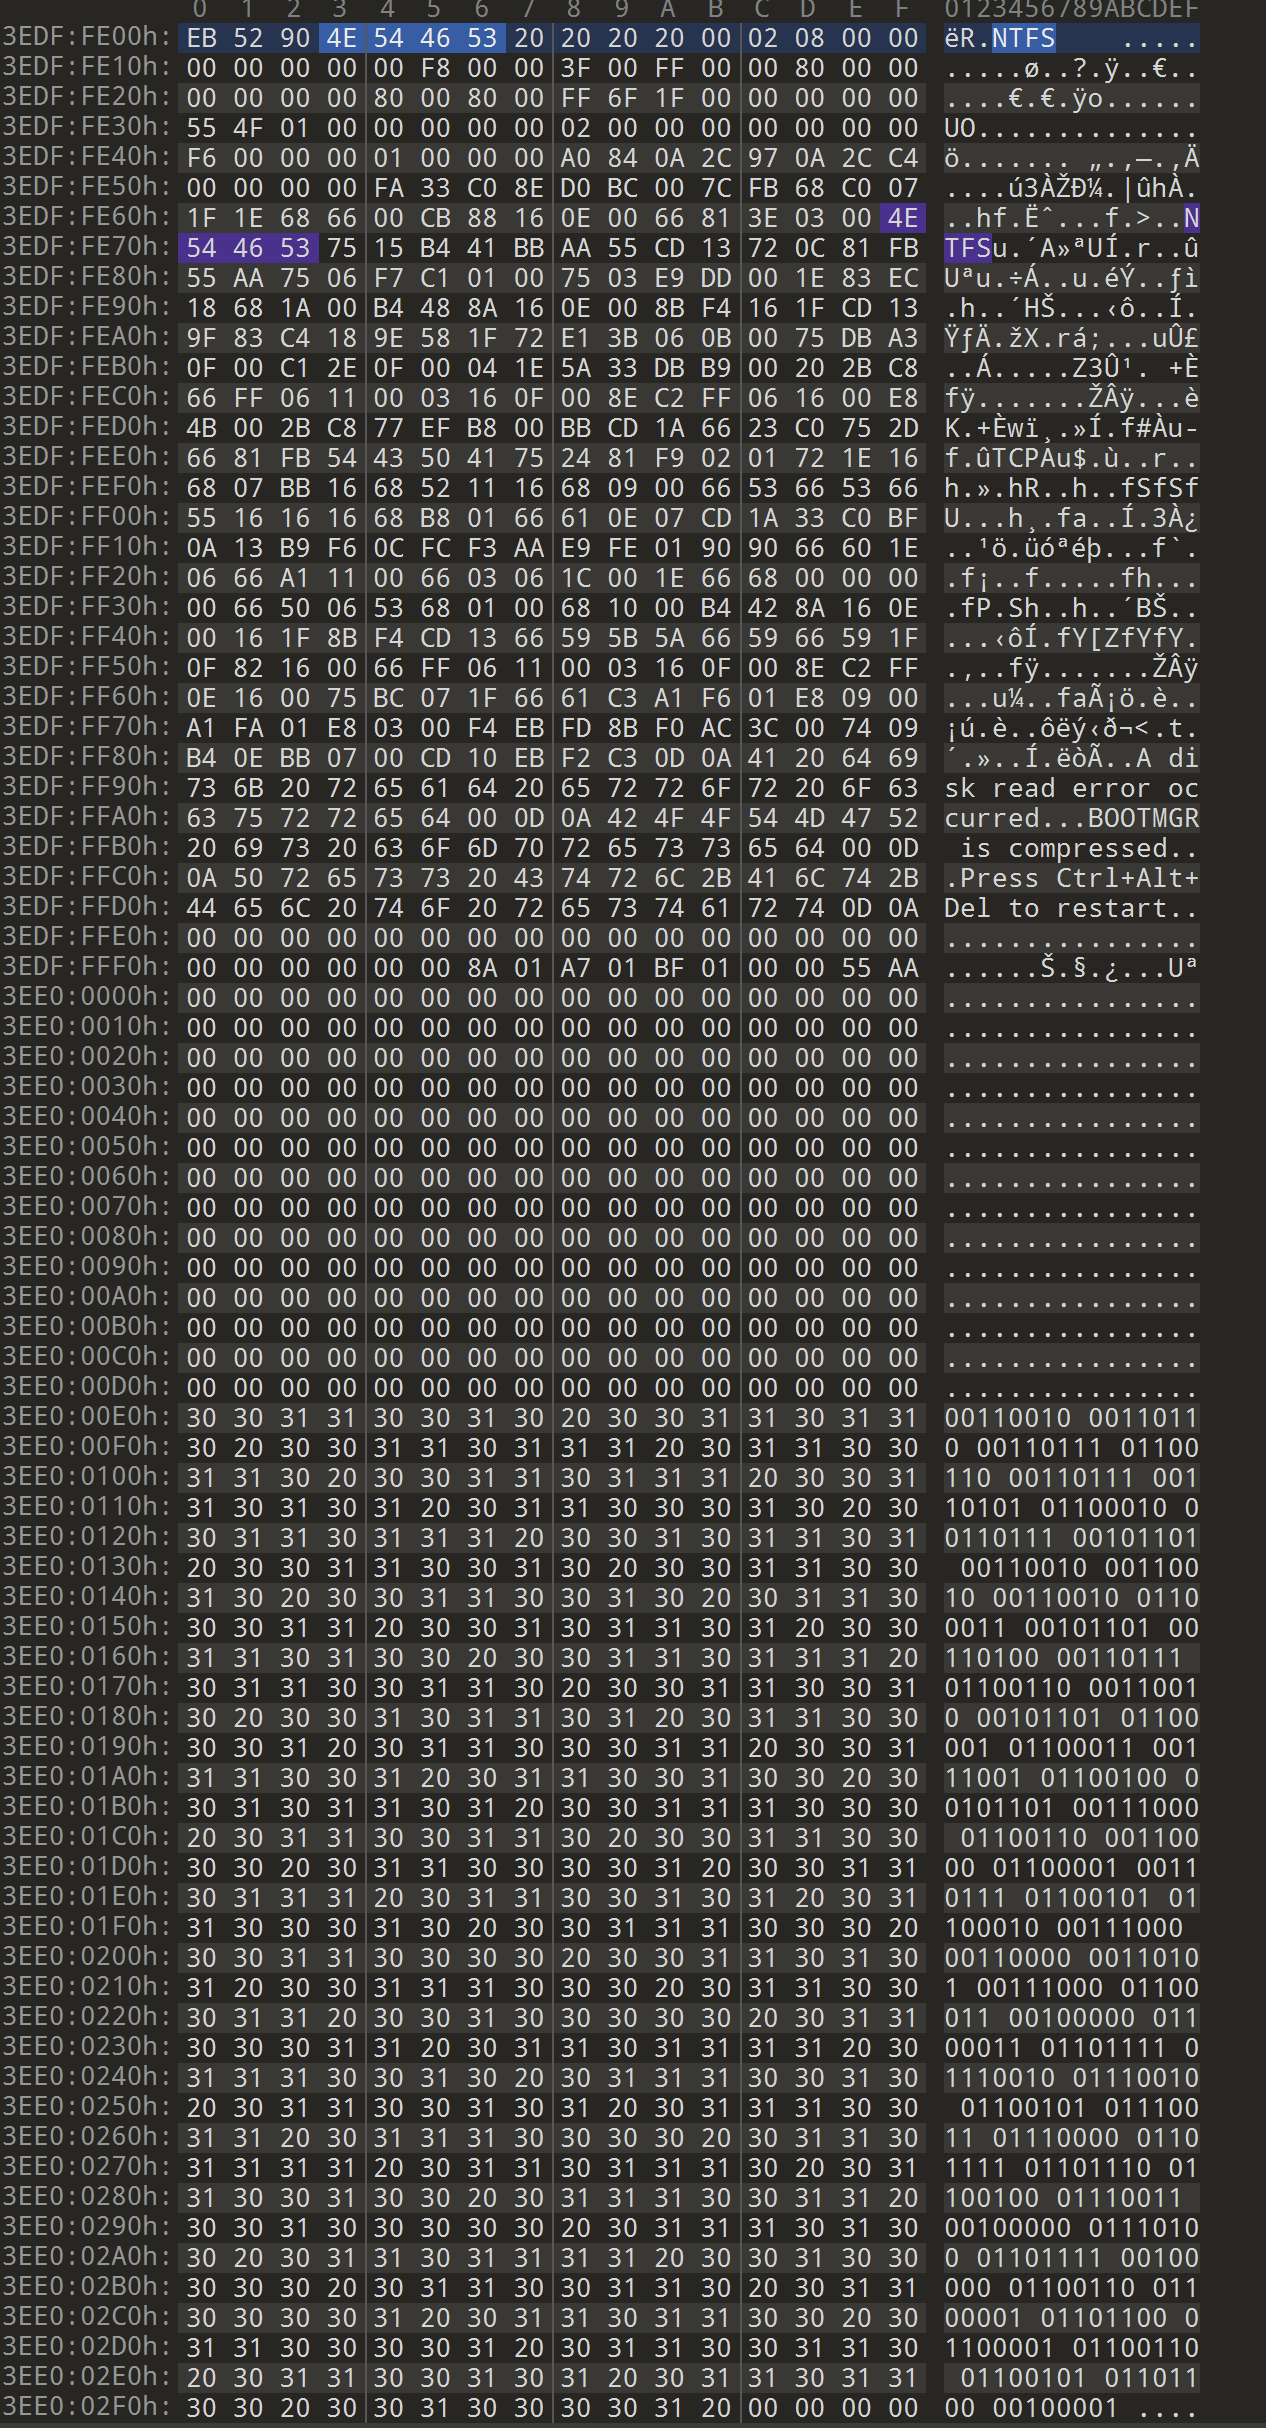 0 1 2 3 4 5 6 7 8 9 A B C D E F 0123456789ABCDEF
3EDF:FE00h: EB 52 90 4E 54 46 53 20 20 20 20 00 02 08 00 00 ëR.NTFS    .....
3EDF:FE10h: 00 00 00 00 00 F8 00 00 3F 00 FF 00 00 80 00 00 .....ø..?.ÿ..€..
3EDF:FE20h: 00 00 00 00 80 00 80 00 FF 6F 1F 00 00 00 00 00 ....€.€.ÿo......
3EDF:FE30h: 55 4F 01 00 00 00 00 00 02 00 00 00 00 00 00 00 UO..............
3EDF:FE40h: F6 00 00 00 01 00 00 00 A0 84 0A 2C 97 0A 2C C4 ö....... „.,—.,Ä
3EDF:FE50h: 00 00 00 00 FA 33 C0 8E D0 BC 00 7C FB 68 C0 07 ....ú3ÀŽÐ¼.|ûhÀ.
3EDF:FE60h: 1F 1E 68 66 00 CB 88 16 0E 00 66 81 3E 03 00 4E ..hf.Ëˆ...f.>..N
3EDF:FE70h: 54 46 53 75 15 B4 41 BB AA 55 CD 13 72 0C 81 FB TFSu.´A»ªUÍ.r..û
3EDF:FE80h: 55 AA 75 06 F7 C1 01 00 75 03 E9 DD 00 1E 83 EC Uªu.÷Á..u.éÝ..ƒì
3EDF:FE90h: 18 68 1A 00 B4 48 8A 16 0E 00 8B F4 16 1F CD 13 .h..´HŠ...‹ô..Í.
3EDF:FEA0h: 9F 83 C4 18 9E 58 1F 72 E1 3B 06 0B 00 75 DB A3 ŸƒÄ.žX.rá;...uÛ£
3EDF:FEB0h: 0F 00 C1 2E 0F 00 04 1E 5A 33 DB B9 00 20 2B C8 ..Á.....Z3Û¹. +È
3EDF:FEC0h: 66 FF 06 11 00 03 16 0F 00 8E C2 FF 06 16 00 E8 fÿ.......ŽÂÿ...è
3EDF:FED0h: 4B 00 2B C8 77 EF B8 00 BB CD 1A 66 23 C0 75 2D K.+Èwï¸.»Í.f#Àu-
3EDF:FEE0h: 66 81 FB 54 43 50 41 75 24 81 F9 02 01 72 1E 16 f.ûTCPAu$.ù..r..
3EDF:FEF0h: 68 07 BB 16 68 52 11 16 68 09 00 66 53 66 53 66 h.».hR..h..fSfSf
3EDF:FF00h: 55 16 16 16 68 B8 01 66 61 0E 07 CD 1A 33 C0 BF U...h¸.fa..Í.3À¿
3EDF:FF10h: 0A 13 B9 F6 0C FC F3 AA E9 FE 01 90 90 66 60 1E ..¹ö.üóªéþ...f`.
3EDF:FF20h: 06 66 A1 11 00 66 03 06 1C 00 1E 66 68 00 00 00 .f¡..f.....fh...
3EDF:FF30h: 00 66 50 06 53 68 01 00 68 10 00 B4 42 8A 16 0E .fP.Sh..h..´BŠ..
3EDF:FF40h: 00 16 1F 8B F4 CD 13 66 59 5B 5A 66 59 66 59 1F ...‹ôÍ.fY[ZfYfY.
3EDF:FF50h: 0F 82 16 00 66 FF 06 11 00 03 16 0F 00 8E C2 FF .‚..fÿ.......ŽÂÿ
3EDF:FF60h: 0E 16 00 75 BC 07 1F 66 61 C3 A1 F6 01 E8 09 00 ...u¼..faÃ¡ö.è..
3EDF:FF70h: A1 FA 01 E8 03 00 F4 EB FD 8B F0 AC 3C 00 74 09 ¡ú.è..ôëý‹ð¬<.t.
3EDF:FF80h: B4 0E BB 07 00 CD 10 EB F2 C3 0D 0A 41 20 64 69 ´.»..Í.ëòÃ..A di
3EDF:FF90h: 73 6B 20 72 65 61 64 20 65 72 72 6F 72 20 6F 63 sk read error oc
3EDF:FFA0h: 63 75 72 72 65 64 00 0D 0A 42 4F 4F 54 4D 47 52 curred...BOOTMGR
3EDF:FFB0h: 20 69 73 20 63 6F 6D 70 72 65 73 73 65 64 00 0D  is compressed..
3EDF:FFC0h: 0A 50 72 65 73 73 20 43 74 72 6C 2B 41 6C 74 2B .Press Ctrl+Alt+
3EDF:FFD0h: 44 65 6C 20 74 6F 20 72 65 73 74 61 72 74 0D 0A Del to restart..
3EDF:FFE0h: 00 00 00 00 00 00 00 00 00 00 00 00 00 00 00 00 ................
3EDF:FFF0h: 00 00 00 00 00 00 8A 01 A7 01 BF 01 00 00 55 AA ......Š.§.¿...Uª
3EE0:0000h: 00 00 00 00 00 00 00 00 00 00 00 00 00 00 00 00 ................
3EE0:0010h: 00 00 00 00 00 00 00 00 00 00 00 00 00 00 00 00 ................
3EE0:0020h: 00 00 00 00 00 00 00 00 00 00 00 00 00 00 00 00 ................
3EE0:0030h: 00 00 00 00 00 00 00 00 00 00 00 00 00 00 00 00 ................
3EE0:0040h: 00 00 00 00 00 00 00 00 00 00 00 00 00 00 00 00 ................
3EE0:0050h: 00 00 00 00 00 00 00 00 00 00 00 00 00 00 00 00 ................
3EE0:0060h: 00 00 00 00 00 00 00 00 00 00 00 00 00 00 00 00 ................
3EE0:0070h: 00 00 00 00 00 00 00 00 00 00 00 00 00 00 00 00 ................
3EE0:0080h: 00 00 00 00 00 00 00 00 00 00 00 00 00 00 00 00 ................
3EE0:0090h: 00 00 00 00 00 00 00 00 00 00 00 00 00 00 00 00 ................
3EE0:00A0h: 00 00 00 00 00 00 00 00 00 00 00 00 00 00 00 00 ................
3EE0:00B0h: 00 00 00 00 00 00 00 00 00 00 00 00 00 00 00 00 ................
3EE0:00C0h: 00 00 00 00 00 00 00 00 00 00 00 00 00 00 00 00 ................
3EE0:00D0h: 00 00 00 00 00 00 00 00 00 00 00 00 00 00 00 00 ................
3EE0:00E0h: 30 30 31 31 30 30 31 30 20 30 30 31 31 30 31 31 00110010 0011011
3EE0:00F0h: 30 20 30 30 31 31 30 31 31 31 20 30 31 31 30 30 0 00110111 01100
3EE0:0100h: 31 31 30 20 30 30 31 31 30 31 31 31 20 30 30 31 110 00110111 001
3EE0:0110h: 31 30 31 30 31 20 30 31 31 30 30 30 31 30 20 30 10101 01100010 0
3EE0:0120h: 30 31 31 30 31 31 31 20 30 30 31 30 31 31 30 31 0110111 00101101
3EE0:0130h: 20 30 30 31 31 30 30 31 30 20 30 30 31 31 30 30  00110010 001100
3EE0:0140h: 31 30 20 30 30 31 31 30 30 31 30 20 30 31 31 30 10 00110010 0110
3EE0:0150h: 30 30 31 31 20 30 30 31 30 31 31 30 31 20 30 30 0011 00101101 00
3EE0:0160h: 31 31 30 31 30 30 20 30 30 31 31 30 31 31 31 20 110100 00110111
3EE0:0170h: 30 31 31 30 30 31 31 30 20 30 30 31 31 30 30 31 01100110 0011001
3EE0:0180h: 30 20 30 30 31 30 31 31 30 31 20 30 31 31 30 30 0 00101101 01100
3EE0:0190h: 30 30 31 20 30 31 31 30 30 30 31 31 20 30 30 31 001 01100011 001
3EE0:01A0h: 31 31 30 30 31 20 30 31 31 30 30 31 30 30 20 30 11001 01100100 0
3EE0:01B0h: 30 31 30 31 31 30 31 20 30 30 31 31 31 30 30 30 0101101 00111000
3EE0:01C0h: 20 30 31 31 30 30 31 31 30 20 30 30 31 31 30 30  01100110 001100
3EE0:01D0h: 30 30 20 30 31 31 30 30 30 30 31 20 30 30 31 31 00 01100001 0011
3EE0:01E0h: 30 31 31 31 20 30 31 31 30 30 31 30 31 20 30 31 0111 01100101 01
3EE0:01F0h: 31 30 30 30 31 30 20 30 30 31 31 31 30 30 30 20 100010 00111000
3EE0:0200h: 30 30 31 31 30 30 30 30 20 30 30 31 31 30 31 30 00110000 0011010
3EE0:0210h: 31 20 30 30 31 31 31 30 30 30 20 30 31 31 30 30 1 00111000 01100
3EE0:0220h: 30 31 31 20 30 30 31 30 30 30 30 30 20 30 31 31 011 00100000 011
3EE0:0230h: 30 30 30 31 31 20 30 31 31 30 31 31 31 31 20 30 00011 01101111 0
3EE0:0240h: 31 31 31 30 30 31 30 20 30 31 31 31 30 30 31 30 1110010 01110010
3EE0:0250h: 20 30 31 31 30 30 31 30 31 20 30 31 31 31 30 30  01100101 011100
3EE0:0260h: 31 31 20 30 31 31 31 30 30 30 30 20 30 31 31 30 11 01110000 0110
3EE0:0270h: 31 31 31 31 20 30 31 31 30 31 31 31 30 20 30 31 1111 01101110 01
3EE0:0280h: 31 30 30 31 30 30 20 30 31 31 31 30 30 31 31 20 100100 01110011
3EE0:0290h: 30 30 31 30 30 30 30 30 20 30 31 31 31 30 31 30 00100000 0111010
3EE0:02A0h: 30 20 30 31 31 30 31 31 31 31 20 30 30 31 30 30 0 01101111 00100
3EE0:02B0h: 30 30 30 20 30 31 31 30 30 31 31 30 20 30 31 31 000 01100110 011
3EE0:02C0h: 30 30 30 30 31 20 30 31 31 30 31 31 30 30 20 30 00001 01101100 0
3EE0:02D0h: 31 31 30 30 30 30 31 20 30 31 31 30 30 31 31 30 1100001 01100110
3EE0:02E0h: 20 30 31 31 30 30 31 30 31 20 30 31 31 30 31 31  01100101 011011
3EE0:02F0h: 30 30 20 30 30 31 30 30 30 30 31 20 00 00 00 00 00 00100001 ....